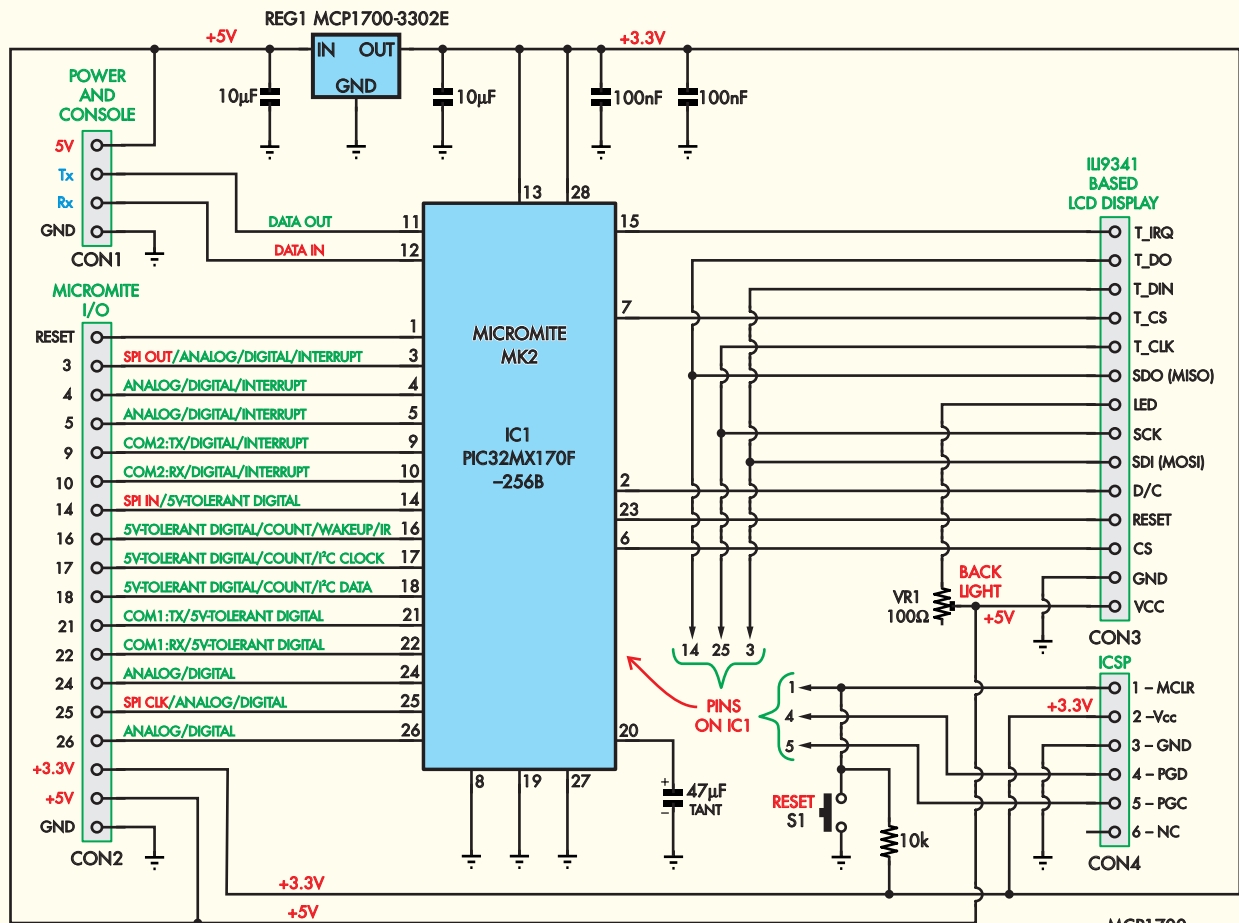 REG1 MCP1700-3302E
+5V
IN OUT
GND
+3.3V
10µF
10µF
100nF
100nF
POWER
AND
CONSOLE
5V
Tx
Rx
GND
CON1
DATA OUT
DATA IN
11
12
13
28
MICROMITE
I/O
RESET
3
4
5
9
10
14
16
17
18
21
22
24
25
26
+3.3V
+5V
GND
CON2
SPI OUT/ANALOG/DIGITAL/INTERRUPT
ANALOG/DIGITAL/INTERRUPT
ANALOG/DIGITAL/INTERRUPT
COM2:TX/DIGITAL/INTERRUPT
COM2:RX/DIGITAL/INTERRUPT
SPI IN/5V-TOLERANT DIGITAL
5V-TOLERANT DIGITAL/COUNT/WAKEUP/IR
5V-TOLERANT DIGITAL/COUNT/I²C CLOCK
5V-TOLERANT DIGITAL/COUNT/I²C DATA
COM1:TX/5V-TOLERANT DIGITAL
COM1:RX/5V-TOLERANT DIGITAL
ANALOG/DIGITAL
SPI CLK/ANALOG/DIGITAL
ANALOG/DIGITAL
1
3
4
5
9
10
14
16
17
18
21
22
24
25
26
MICROMITE
MK2
IC1
PIC32MX170F
–256B
15
7
2
23
6
20
8
19
27
47µF
TANT
+
–
ILI9341
BASED
LCD DISPLAY
T_IRQ
T_DO
T_DIN
T_CS
T_CLK
SDO (MISO)
LED
SCK
SDI (MOSI)
D/C
RESET
CS
GND
VCC
CON3
BACK
LIGHT
VR1
100Ω
+5V
14 25 3
PINS
ON IC1
1
4
5
ICSP
1 – MCLR
2 –Vcc
3 – GND
4 – PGD
5 – PGC
6 – NC
CON4
+3.3V
RESET
S1
10k
+3.3V
+5V